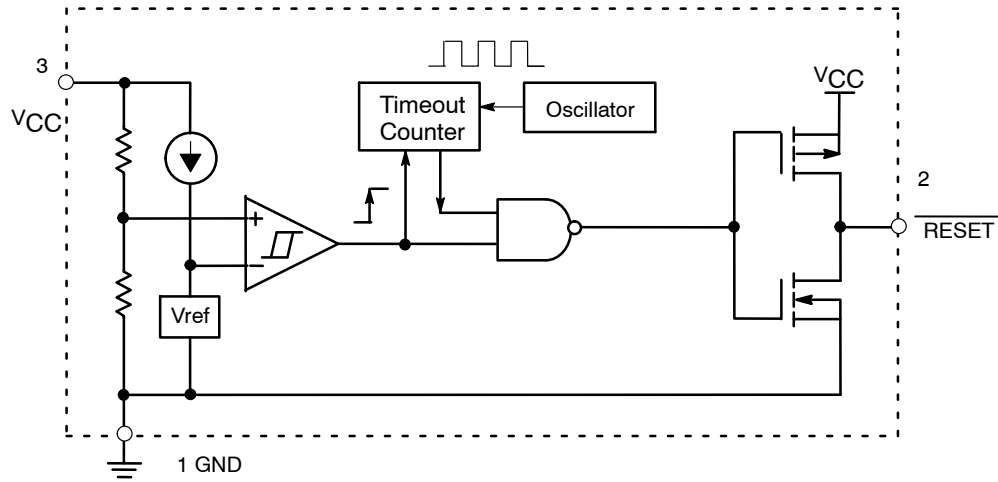 3
VCC
Timeout
Counter
Oscillator
VCC
2
RESET
+
−
Vref
1 GND